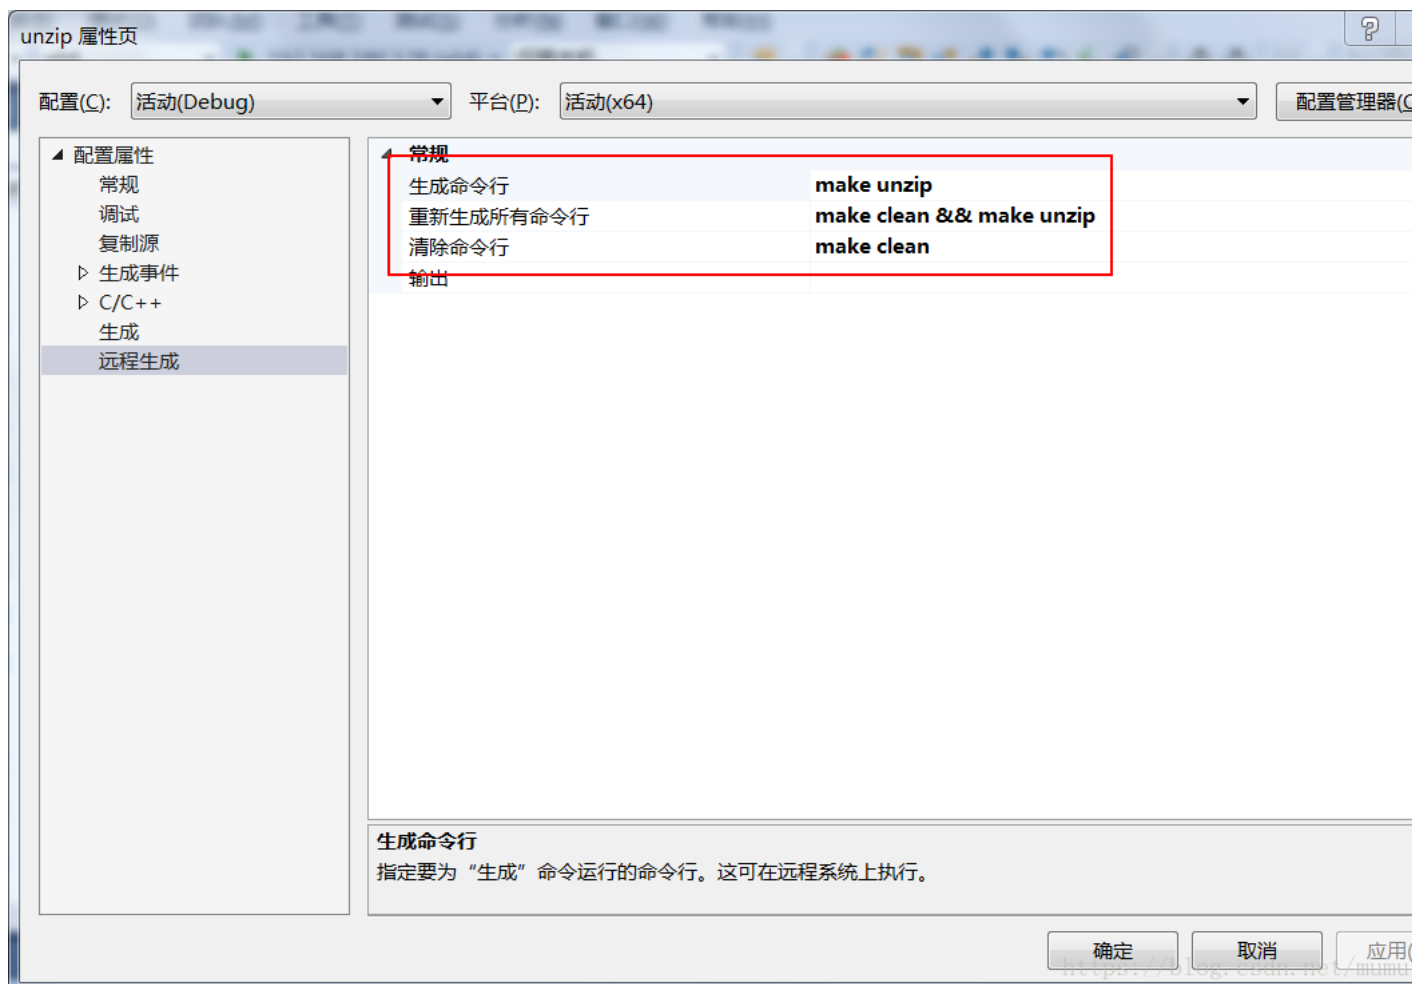 unzip 属性页
配置(C): 活动(Debug) 平台(P): 活动(x64) 配置管理器(
配置属性
常规
调试
复制源
生成事件
C/C++
生成
远程生成
常规
生成命令行 make unzip
重新生成所有命令行 make clean && make unzip
清除命令行 make clean
输出
生成命令行
指定要为“生成”命令运行的命令行。这可在远程系统上执行。
确定 取消 应用(
https://blog.csdn.net/mumu